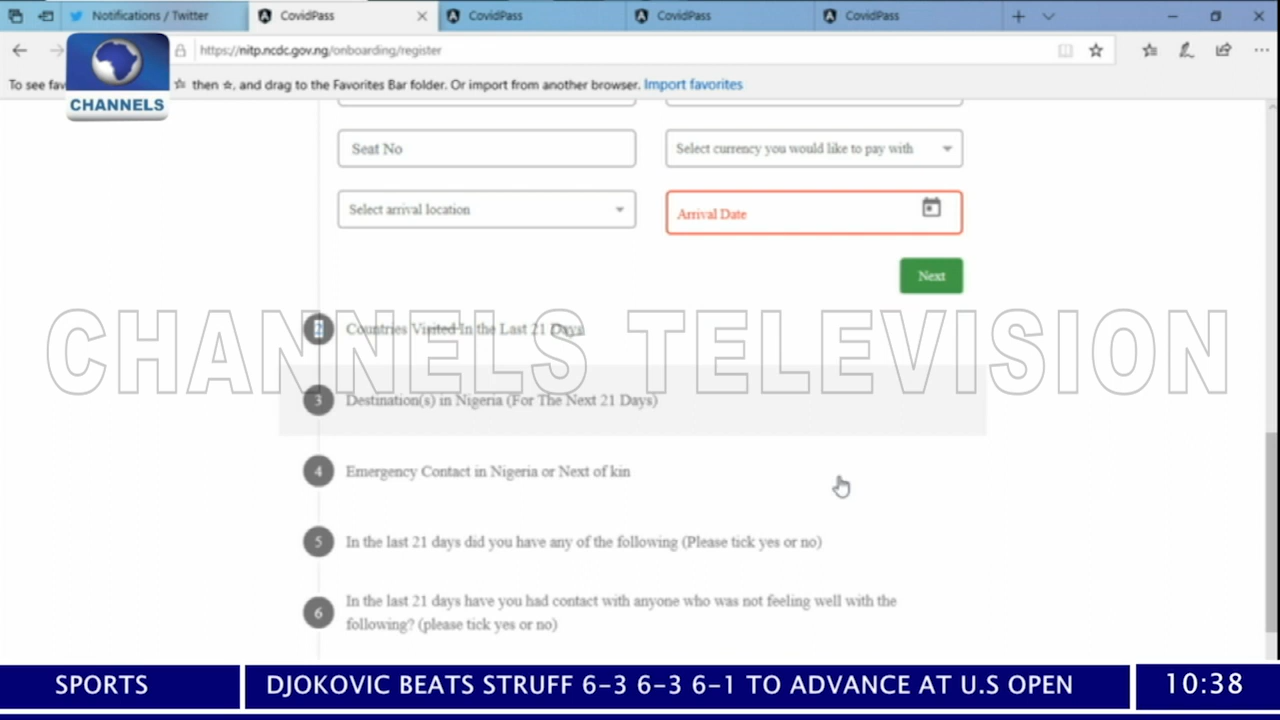 Notifications / Twitter
CovidPass
CovidPass
CovidPass
CovidPass
https://nitp.ncdc.gov.ng/onboarding/register
To see fav
then ☆, and drag to the Favorites Bar folder. Or import from another browser. Import favorites
CHANNELS
Seat No
Select currency you would like to pay with
Select arrival location
Arrival Date
Next
2 Countries Visited In the Last 21 Days
CHANNELS TELEVISION
3 Destination(s) in Nigeria (For The Next 21 Days)
4 Emergency Contact in Nigeria or Next of kin
5 In the last 21 days did you have any of the following (Please tick yes or no)
6 In the last 21 days have you had contact with anyone who was not feeling well with the
following? (please tick yes or no)
SPORTS
DJOKOVIC BEATS STRUFF 6-3 6-3 6-1 TO ADVANCE AT U.S OPEN
10:38